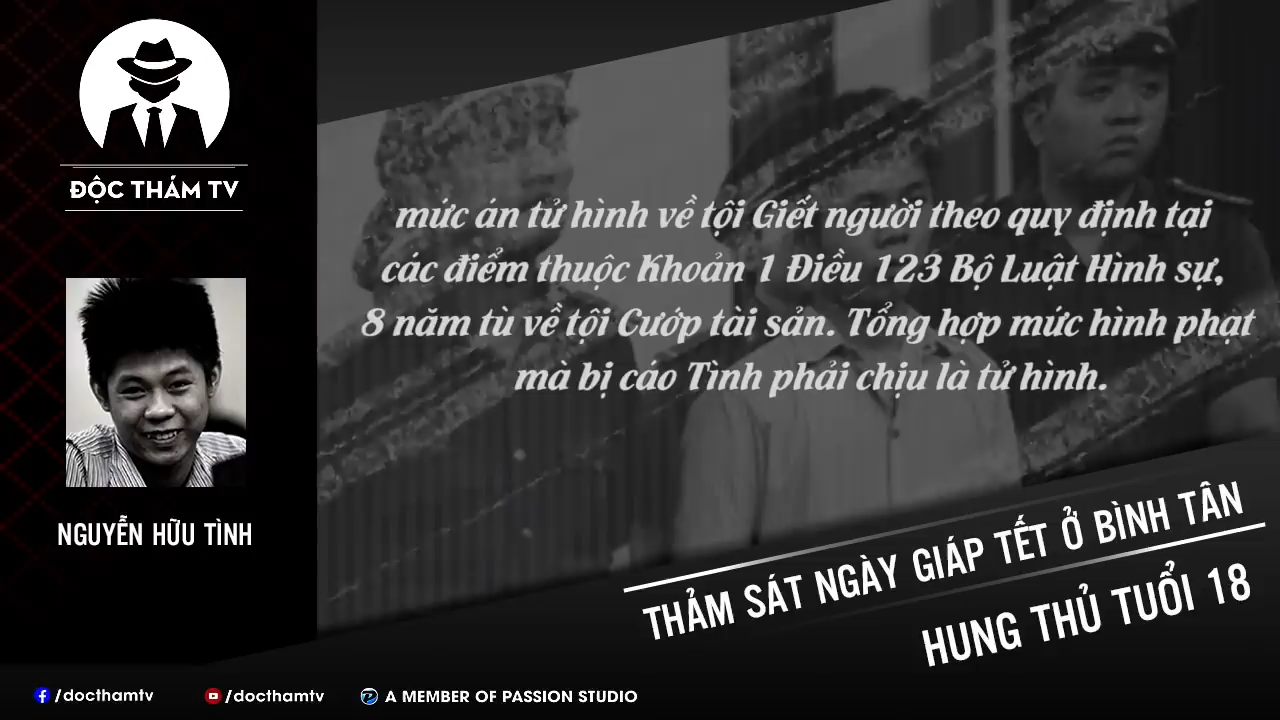 ĐỘC THÁM TV
NGUYỄN HỮU TÌNH
mức án tử hình về tội Giết người theo quy định tại
các điểm thuộc Khoản 1 Điều 123 Bộ Luật Hình sự,
8 năm tù về tội Cướp tài sản. Tổng hợp mức hình phạt
mà bị cáo Tình phải chịu là tử hình.
THẢM SÁT NGÀY GIÁP TẾT Ở BÌNH TÂN
HUNG THỦ TUỔI 18
/docthamtv
/docthamtv
A MEMBER OF PASSION STUDIO